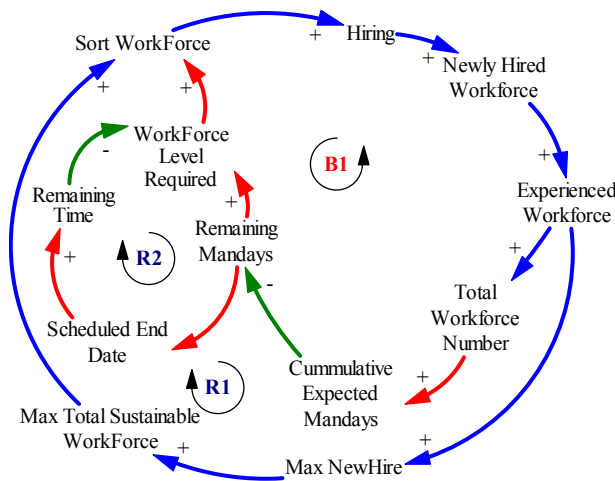 Sort WorkForce
+
Hiring
+
Newly Hired
Workforce
+
+
WorkForce
Level
Required
-
B1
+
Experienced
Workforce
Remaining
Time
+
Remaining
Mandays
+
+
R2
-
Total
Workforce
Number
Scheduled End
Date
R1
Cummulative
Expected
Mandays
+
Max Total Sustainable
WorkForce
+
Max NewHire
+